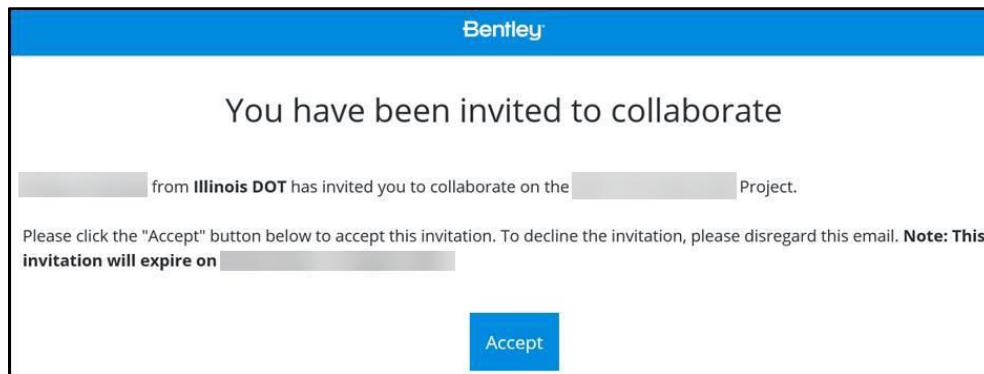 Bentley
You have been invited to collaborate
from Illinois DOT has invited you to collaborate on the Project.
Please click the "Accept" button below to accept this invitation. To decline the invitation, please disregard this email. Note: This
invitation will expire on
Accept